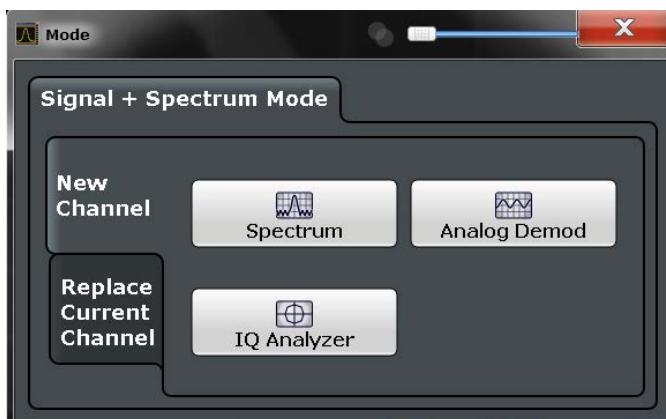 Mode
X
Signal + Spectrum Mode
New
Channel
Spectrum
Analog Demod
Replace
Current
Channel
IQ Analyzer